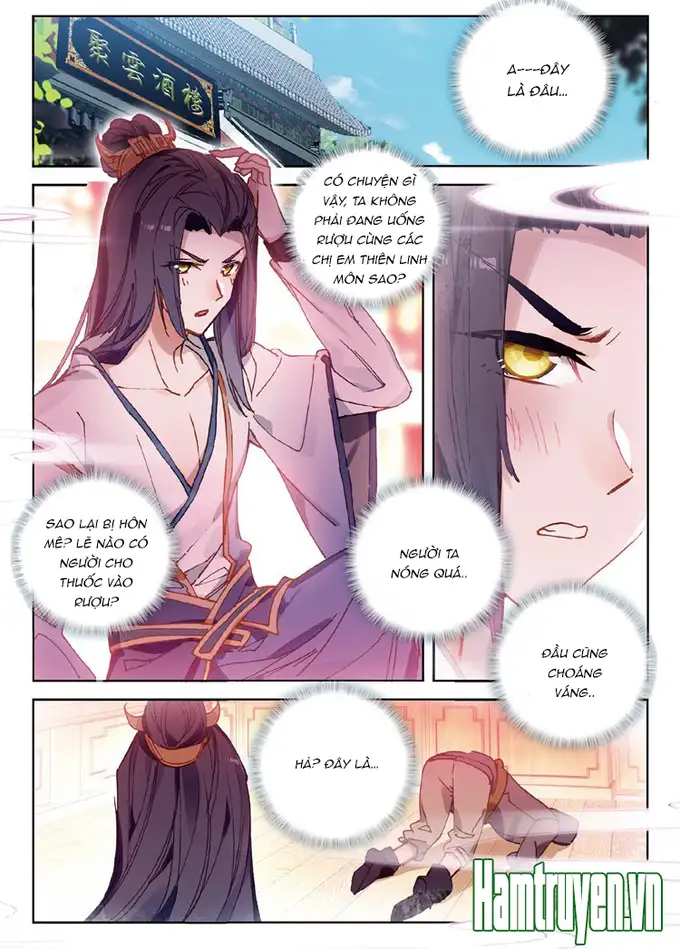 聚雲酒樓
A---ĐÂY
LÀ ĐÂU...
CÓ CHUYỆN GÌ
VẬY, TA KHÔNG
PHẢI ĐANG UỐNG
RƯỢU CÙNG CÁC
CHỊ EM THIÊN LINH
MÔN SAO?
SAO LẠI BỊ HÔN
MÊ? LẼ NÀO CÓ
NGƯỜI CHO
THUỐC VÀO
RƯỢU?
NGƯỜI TA
NÓNG QUÁ..
ĐẦU CŨNG
CHOÁNG
VÁNG..
HẢ? ĐÂY LÀ...
Hamtruyen.vn